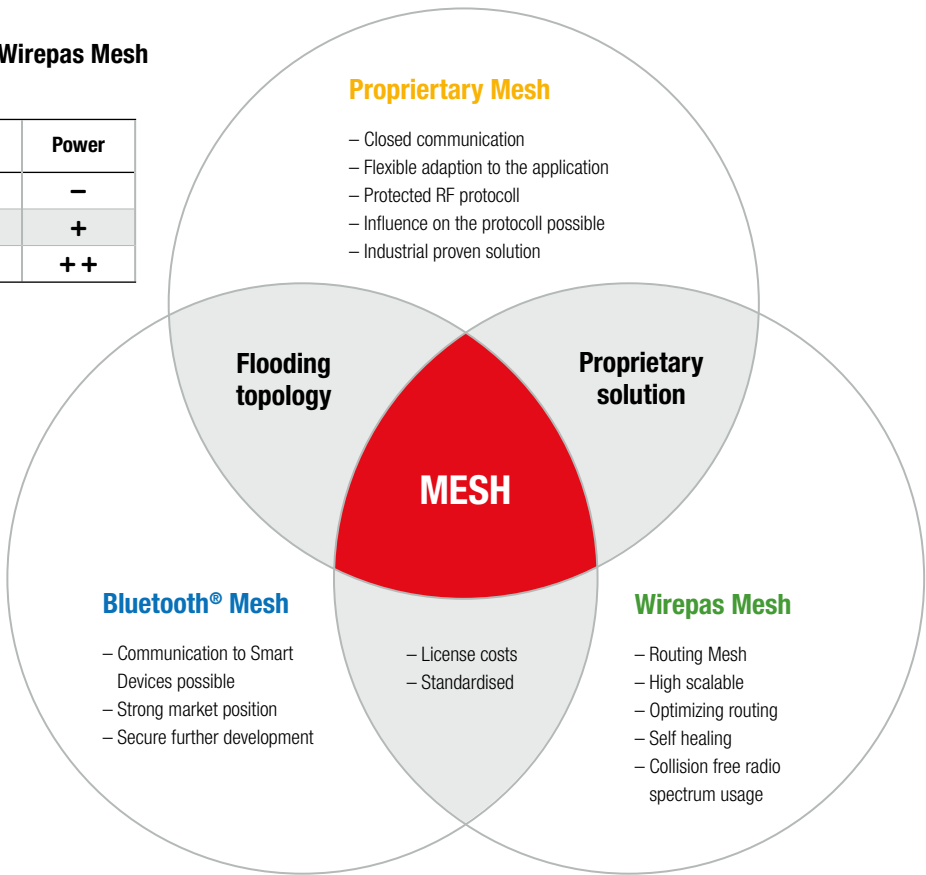 Wirepas Mesh
Power
–
+
++
Propriertary Mesh
– Closed communication
– Flexible adaption to the application
– Protected RF protocoll
– Influence on the protocoll possible
– Industrial proven solution
Flooding
topology
Proprietary
solution
MESH
Bluetooth® Mesh
– Communication to Smart
Devices possible
– Strong market position
– Secure further development
– License costs
– Standardised
Wirepas Mesh
– Routing Mesh
– High scalable
– Optimizing routing
– Self healing
– Collision free radio
spectrum usage